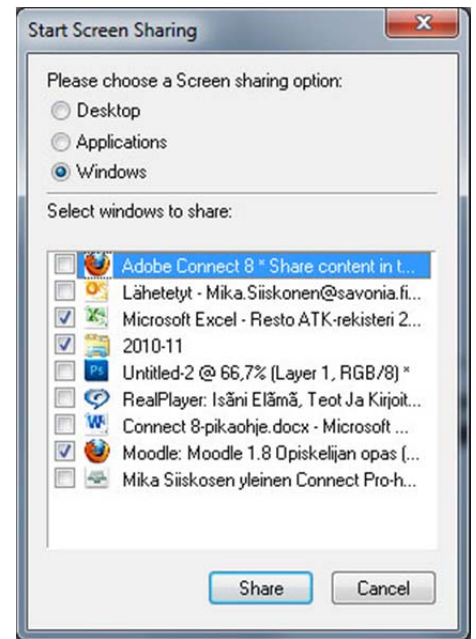 Start Screen Sharing
Please choose a Screen sharing option:
Desktop
Applications
Windows
Select windows to share:
Adobe Connect 8 * Share content in t...
Lähetetyt - Mika.Siiskonen@savonia.fi...
Microsoft Excel - Resto ATK-rekisteri 2...
2010-11
Untitled-2 @ 66,7% (Layer 1, RGB/8) *
RealPlayer: Isãni Elãmã, Teot Ja Kirjoit...
Connect 8-pikaohje.docx - Microsoft ...
Moodle: Moodle 1.8 Opiskelijan opas (...
Mika Siiskosen yleinen Connect Pro-h...
Share Cancel